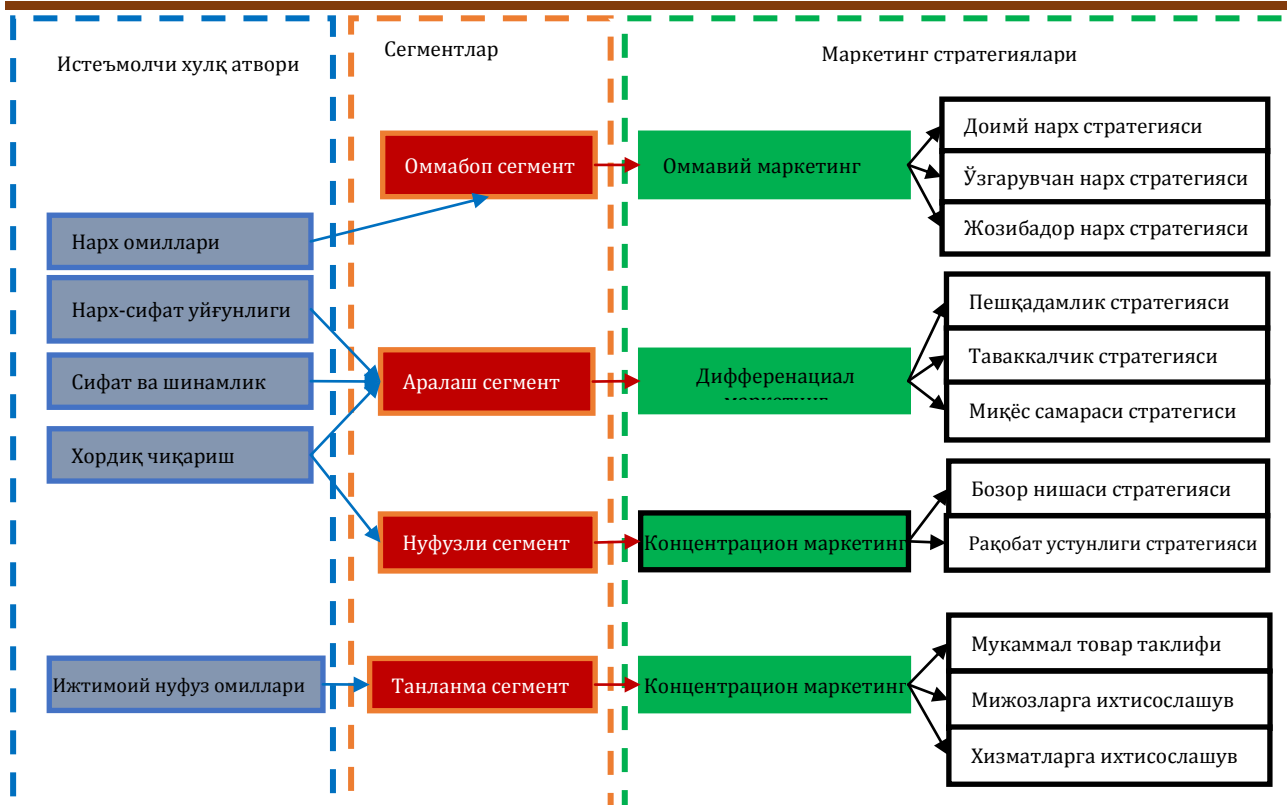 Истеъмолчи хулқ атвори
Сегментлар
Маркетинг стратегиялари
Нарх омиллари
Нарх-сифат уйғунлиги
Сифат ва шинамлик
Хордиқ чиқариш
Ижтимоий нуфуз омиллари
Оммабоп сегмент
Аралаш сегмент
Нуфузли сегмент
Танланма сегмент
Оммавий маркетинг
Доимй нарх стратегияси
Ўзгарувчан нарх стратегияси
Жозибадор нарх стратегияси
Дифференациал
маркетинг
Пешқадамлик стратегияси
Таваккалчик стратегияси
Миқёс самараси стратегиси
Концентрацион маркетинг
Бозор нишаси стратегияси
Рақобат устунлиги стратегияси
Концентрацион маркетинг
Мукаммал товар таклифи
Мижозларга ихтисослашув
Хизматларга ихтисослашув